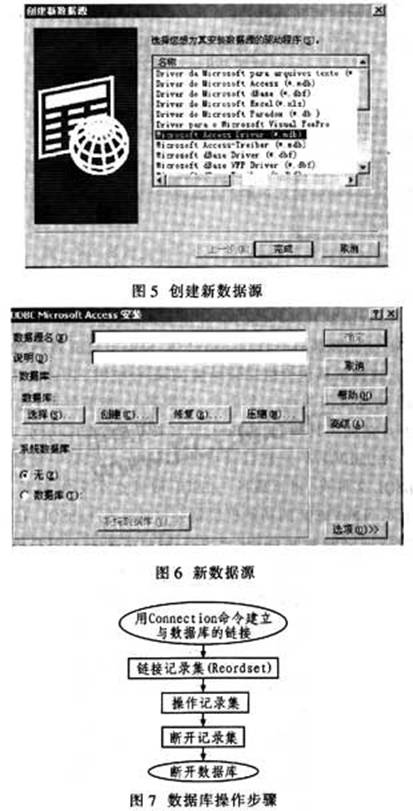 创建新数据源
选择您想为其安装数据源的驱动程序(S)。
名称
Driver do Microsoft para arquivos texto (*
Driver do Microsoft Access (*.mdb)
Driver do Microsoft dBase (*.dbf)
Driver do Microsoft Excel(*.xls)
Driver do Microsoft Paradox (*.db )
Driver para o Microsoft Visual FoxPro
Microsoft Access Driver (*.mdb)
Microsoft Access-Treiber (*.mdb)
Microsoft dBase Driver (*.dbf)
Microsoft dBase VFP Driver (*.dbf)
上一步(B)
完成
取消
图5 创建新数据源
ODBC Microsoft Access 安装
数据源名(N)
确定
说明(D)
取消
数据库
数据库:
帮助(H)
选择(S)...
创建(C)...
修复(R)...
压缩(M)...
高级(A)
系统数据库
无(E)
数据库(T):
系统数据库(Y)...
选项(O)>>
图6 新数据源
用Connection命令建立
与数据库的链接
链接记录集(Reordset)
操作记录集
断开记录集
断开数据库
图7 数据库操作步骤